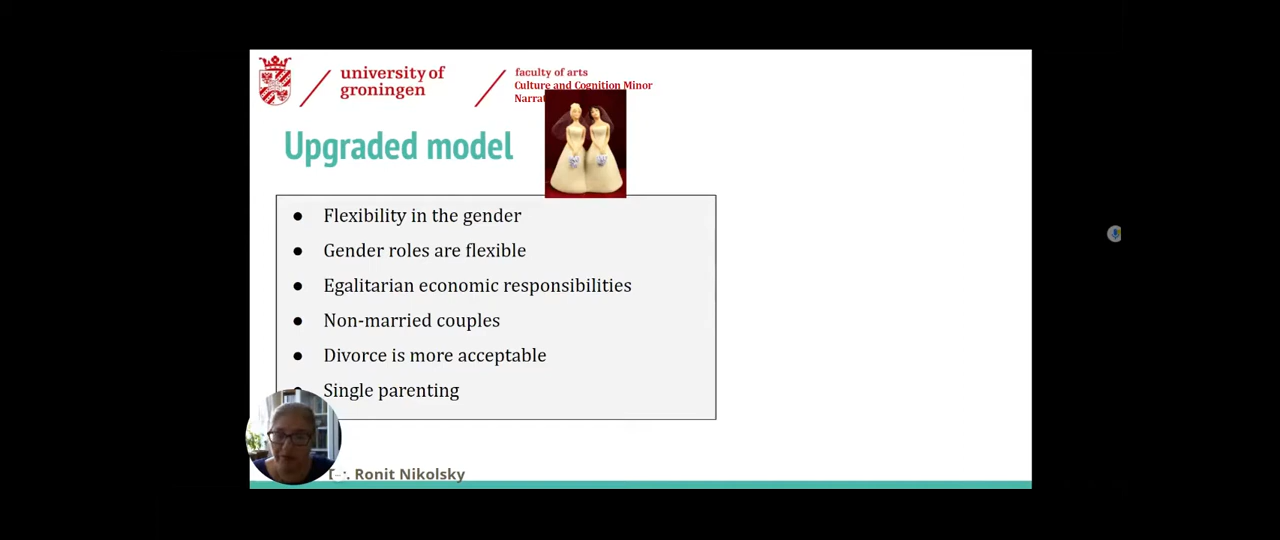 university of
groningen
faculty of arts
Culture and Cognition Minor
Upgraded model
● Flexibility in the gender
● Gender roles are flexible
● Egalitarian economic responsibilities
● Non-married couples
● Divorce is more acceptable
Single parenting
Ronit Nikolsky